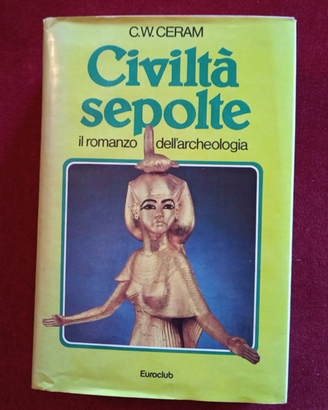 C.W. CERAM
Civiltà
sepolte
il romanzo dell'archeologia
Euroclub